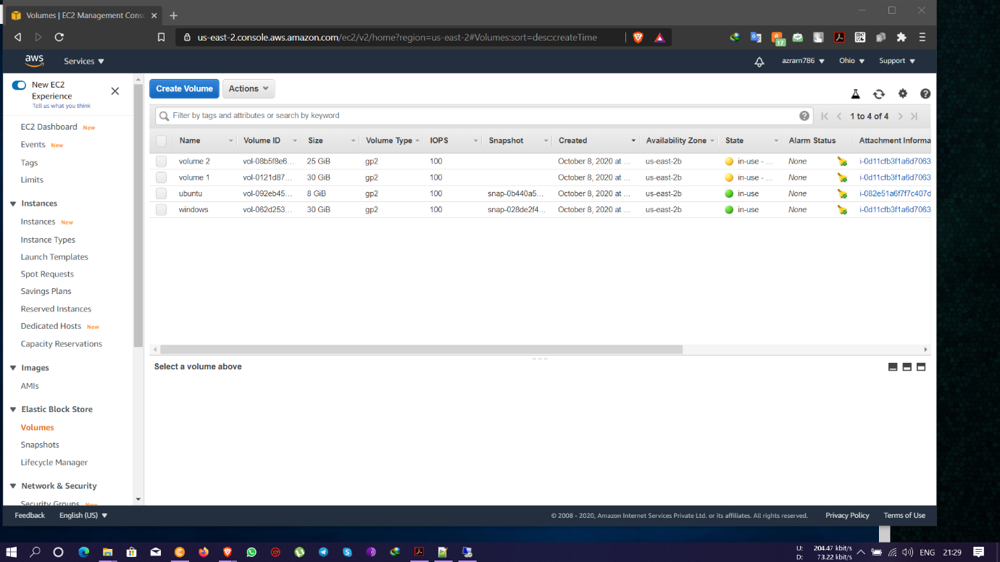 Volumes | EC2 Management Cons
us-east-2.console.aws.amazon.com/ec2/v2/home?region=us-east-2#Volumes:sort=desc:createTime
17
aws Services azrarn786 Ohio Support
New EC2
Experience
Tell us what you think
EC2 Dashboard New
Events New
Tags
Limits
Instances
Instances New
Instance Types
Launch Templates
Spot Requests
Savings Plans
Reserved Instances
Dedicated Hosts New
Capacity Reservations
Images
AMIs
Elastic Block Store
Volumes
Snapshots
Lifecycle Manager
Network & Security
Security Groups New
Create Volume Actions
Filter by tags and attributes or search by keyword 1 to 4 of 4
Name Volume ID Size Volume Type IOPS Snapshot Created Availability Zone State Alarm Status Attachment Informa
volume 2 vol-08b5f8e6... 25 GiB gp2 100 October 8, 2020 at ... us-east-2b in-use - ... None i-0d11cfb3f1a6d7063
volume 1 vol-0121d87... 30 GiB gp2 100 October 8, 2020 at ... us-east-2b in-use - ... None i-0d11cfb3f1a6d7063
ubuntu vol-092eb45... 8 GiB gp2 100 snap-0b440a5... October 8, 2020 at ... us-east-2b in-use None i-082e51a6f7f7c407d
windows vol-062d253... 30 GiB gp2 100 snap-028de2f4... October 8, 2020 at ... us-east-2b in-use None i-0d11cfb3f1a6d7063
Select a volume above
Feedback English (US) © 2008 - 2020, Amazon Internet Services Private Ltd. or its affiliates. All rights reserved. Privacy Policy Terms of Use
U: 204.47 kbit/s
D: 73.22 kbit/s
ENG 21:29